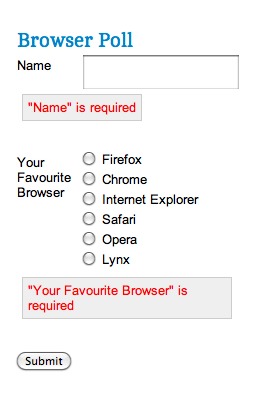 Browser Poll
Name
"Name" is required
Your
Favourite
Browser
Firefox
Chrome
Internet Explorer
Safari
Opera
Lynx
"Your Favourite Browser" is
required
Submit